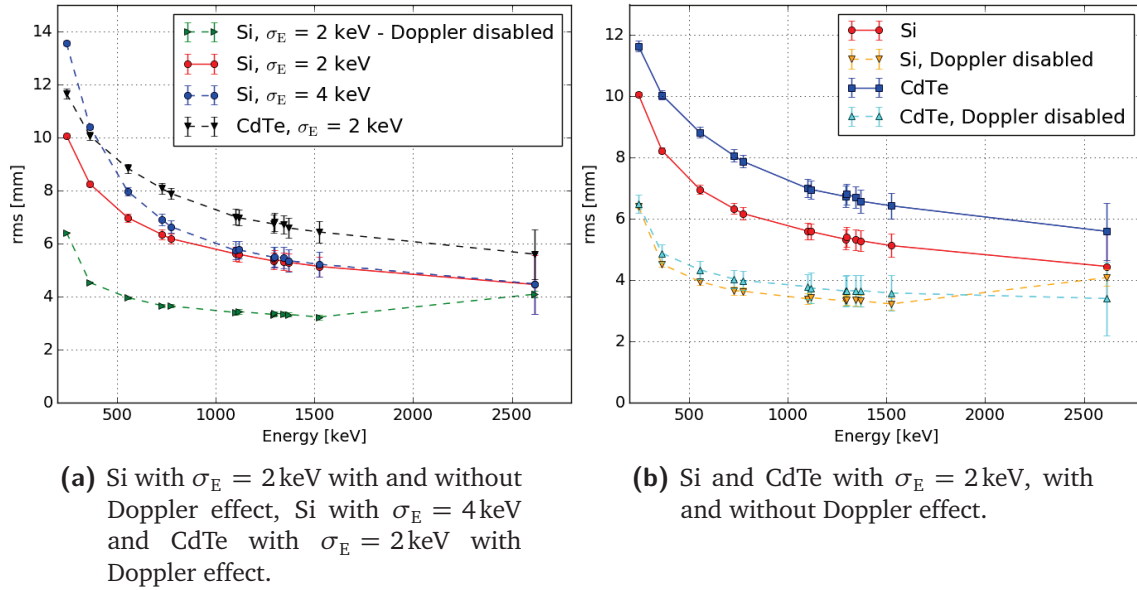 rms [mm]
14
12
10
8
6
4
2
0
500
1000
1500
2000
2500
Energy [keV]
Si, σE = 2 keV - Doppler disabled
Si, σE = 2 keV
Si, σE = 4 keV
CdTe, σE = 2 keV
(a) Si with σE = 2 keV with and without
Doppler effect, Si with σE = 4 keV
and CdTe with σE = 2 keV with
Doppler effect.
rms [mm]
12
10
8
6
4
2
0
500
1000
1500
2000
2500
Energy [keV]
Si
Si, Doppler disabled
CdTe
CdTe, Doppler disabled
(b) Si and CdTe with σE = 2 keV, with
and without Doppler effect.